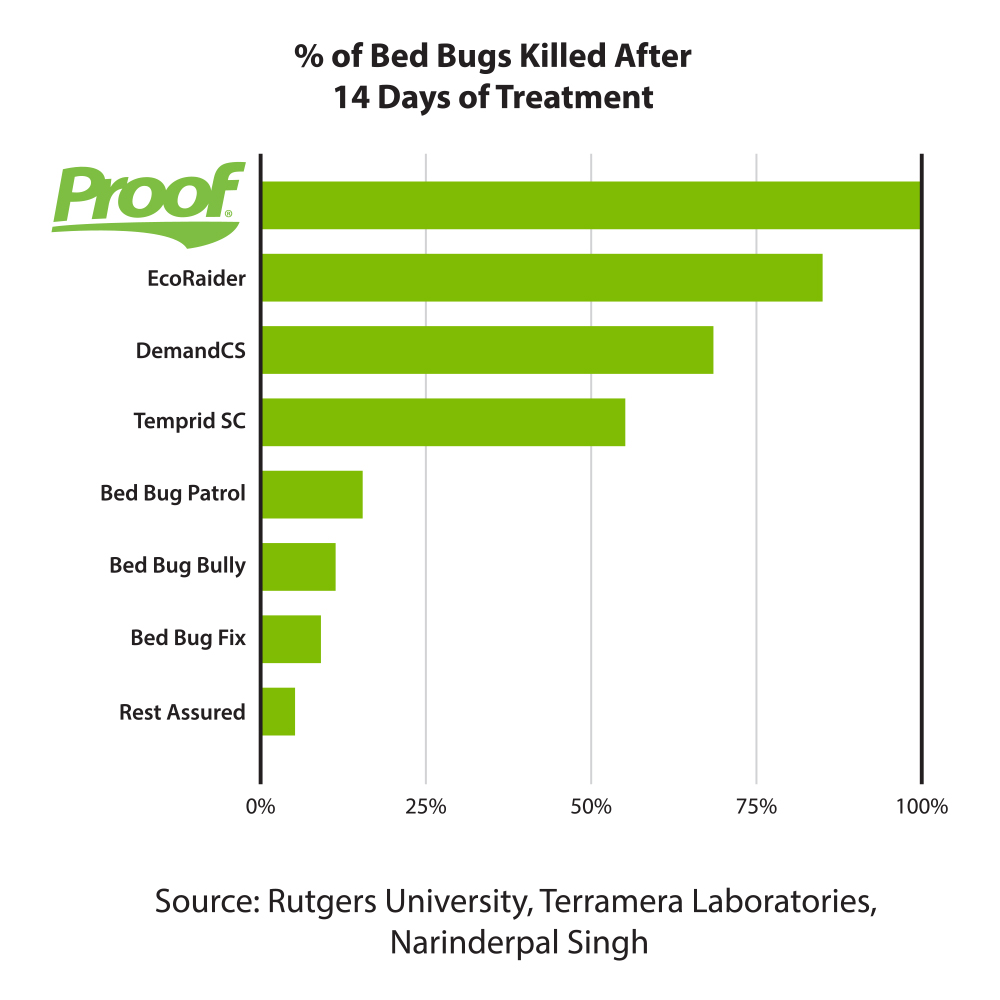 % of Bed Bugs Killed After
14 Days of Treatment
Proof®
EcoRaider
DemandCS
Temprid SC
Bed Bug Patrol
Bed Bug Bully
Bed Bug Fix
Rest Assured
0% 25% 50% 75% 100%
Source: Rutgers University, Terramera Laboratories,
Narinderpal Singh